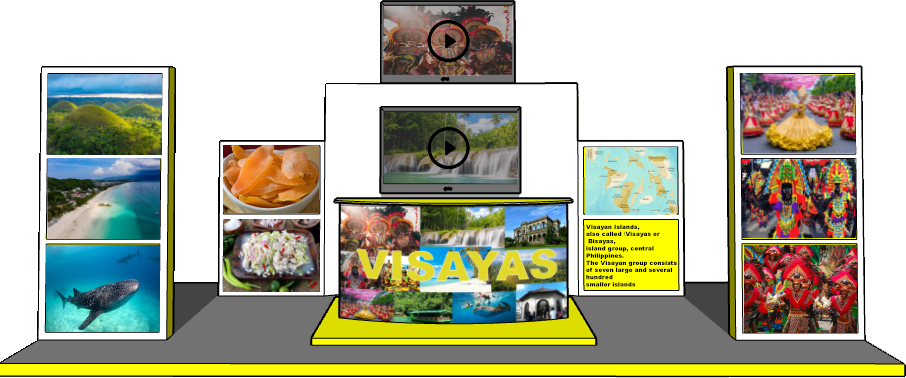 VISAYAS
Visayan islands,
also called Visayas or
Bisayas,
island group, central
Philippines.
The Visayan group consists
of seven large and several
hundred
smaller islands